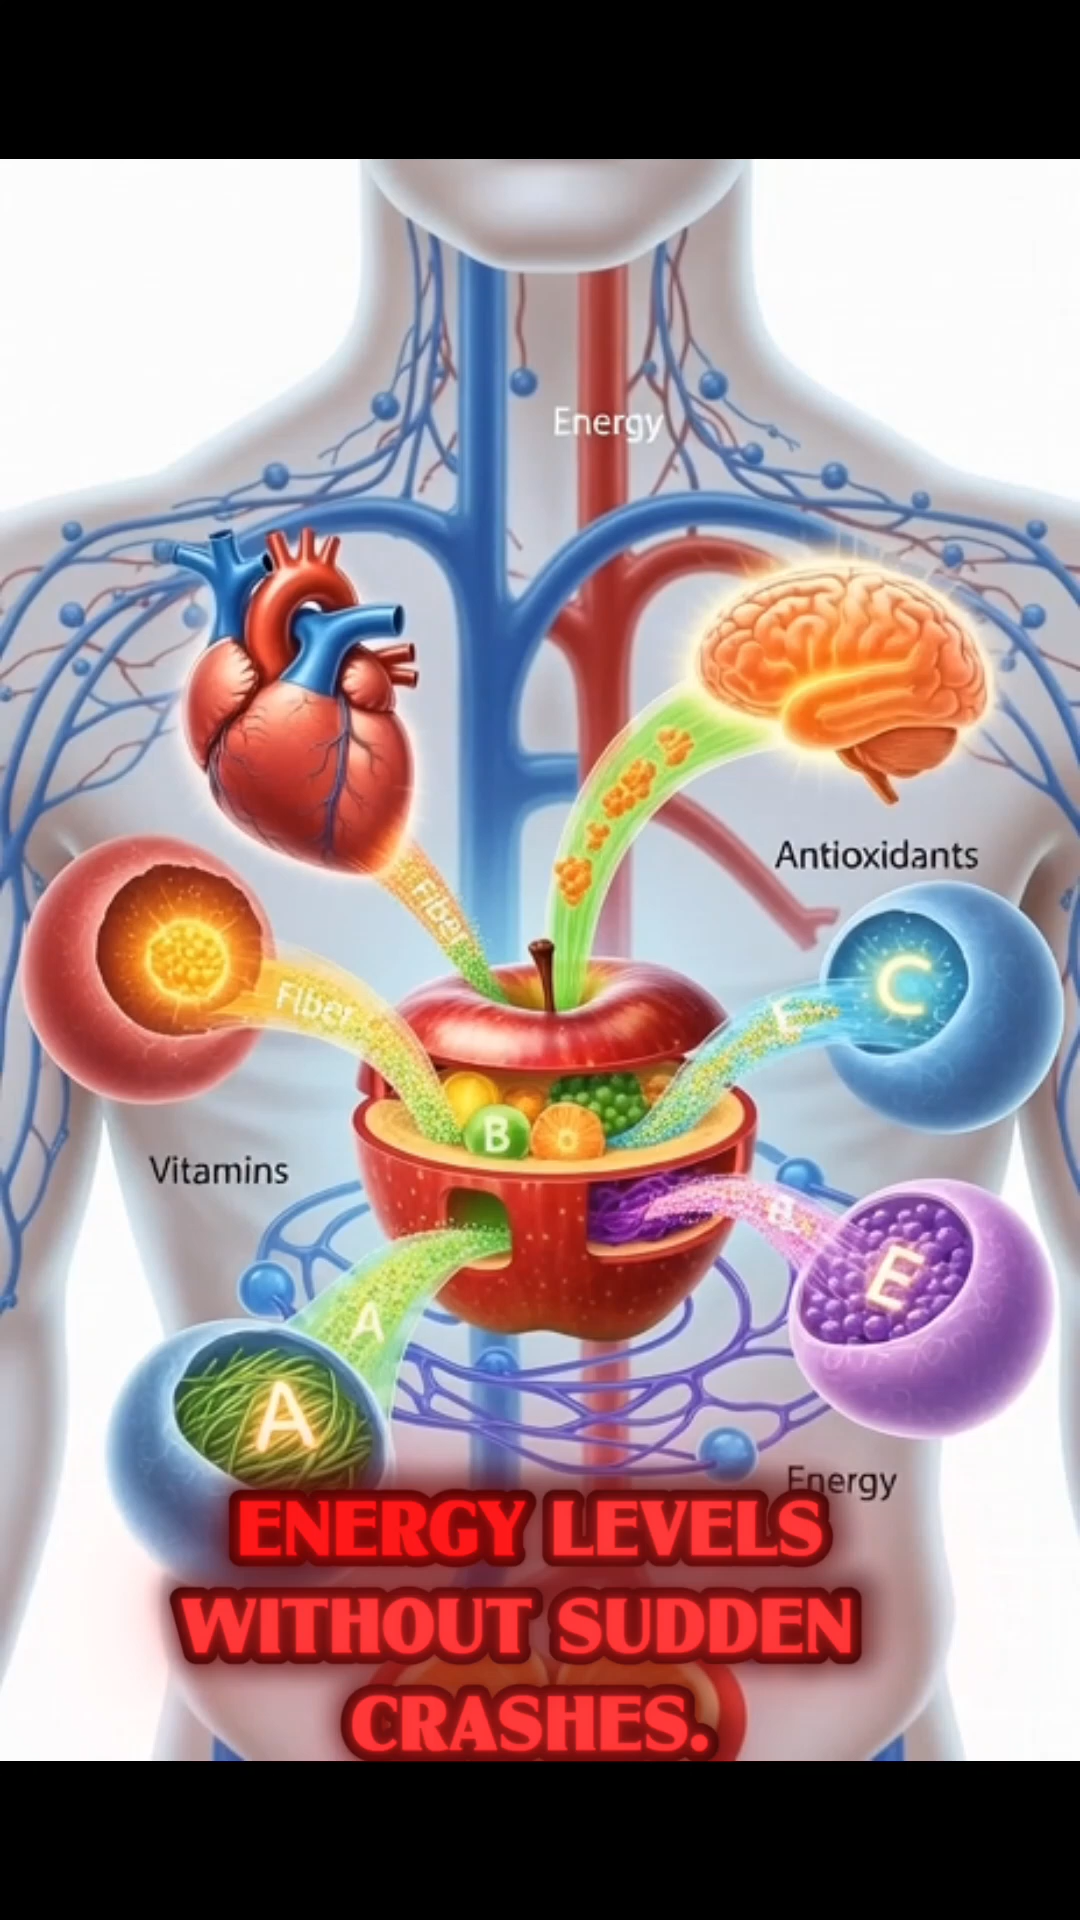 Energy
Antioxidants
Fiber
C
Fiber
E
B
Vitamins
E
A
A
Energy
ENERGY LEVELS
WITHOUT SUDDEN
CRASHES.